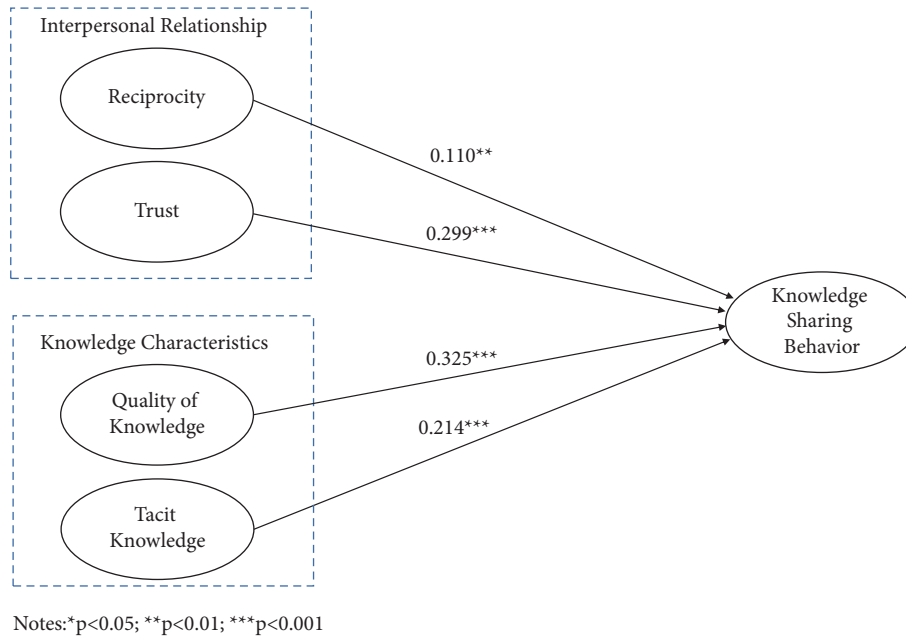 Interpersonal Relationship
Reciprocity
0.110**
Trust
0.299***
Knowledge
Sharing
Behavior
Knowledge Characteristics
0.325***
Quality of
Knowledge
0.214***
Tacit
Knowledge
Notes:*p<0.05; **p<0.01; ***p<0.001